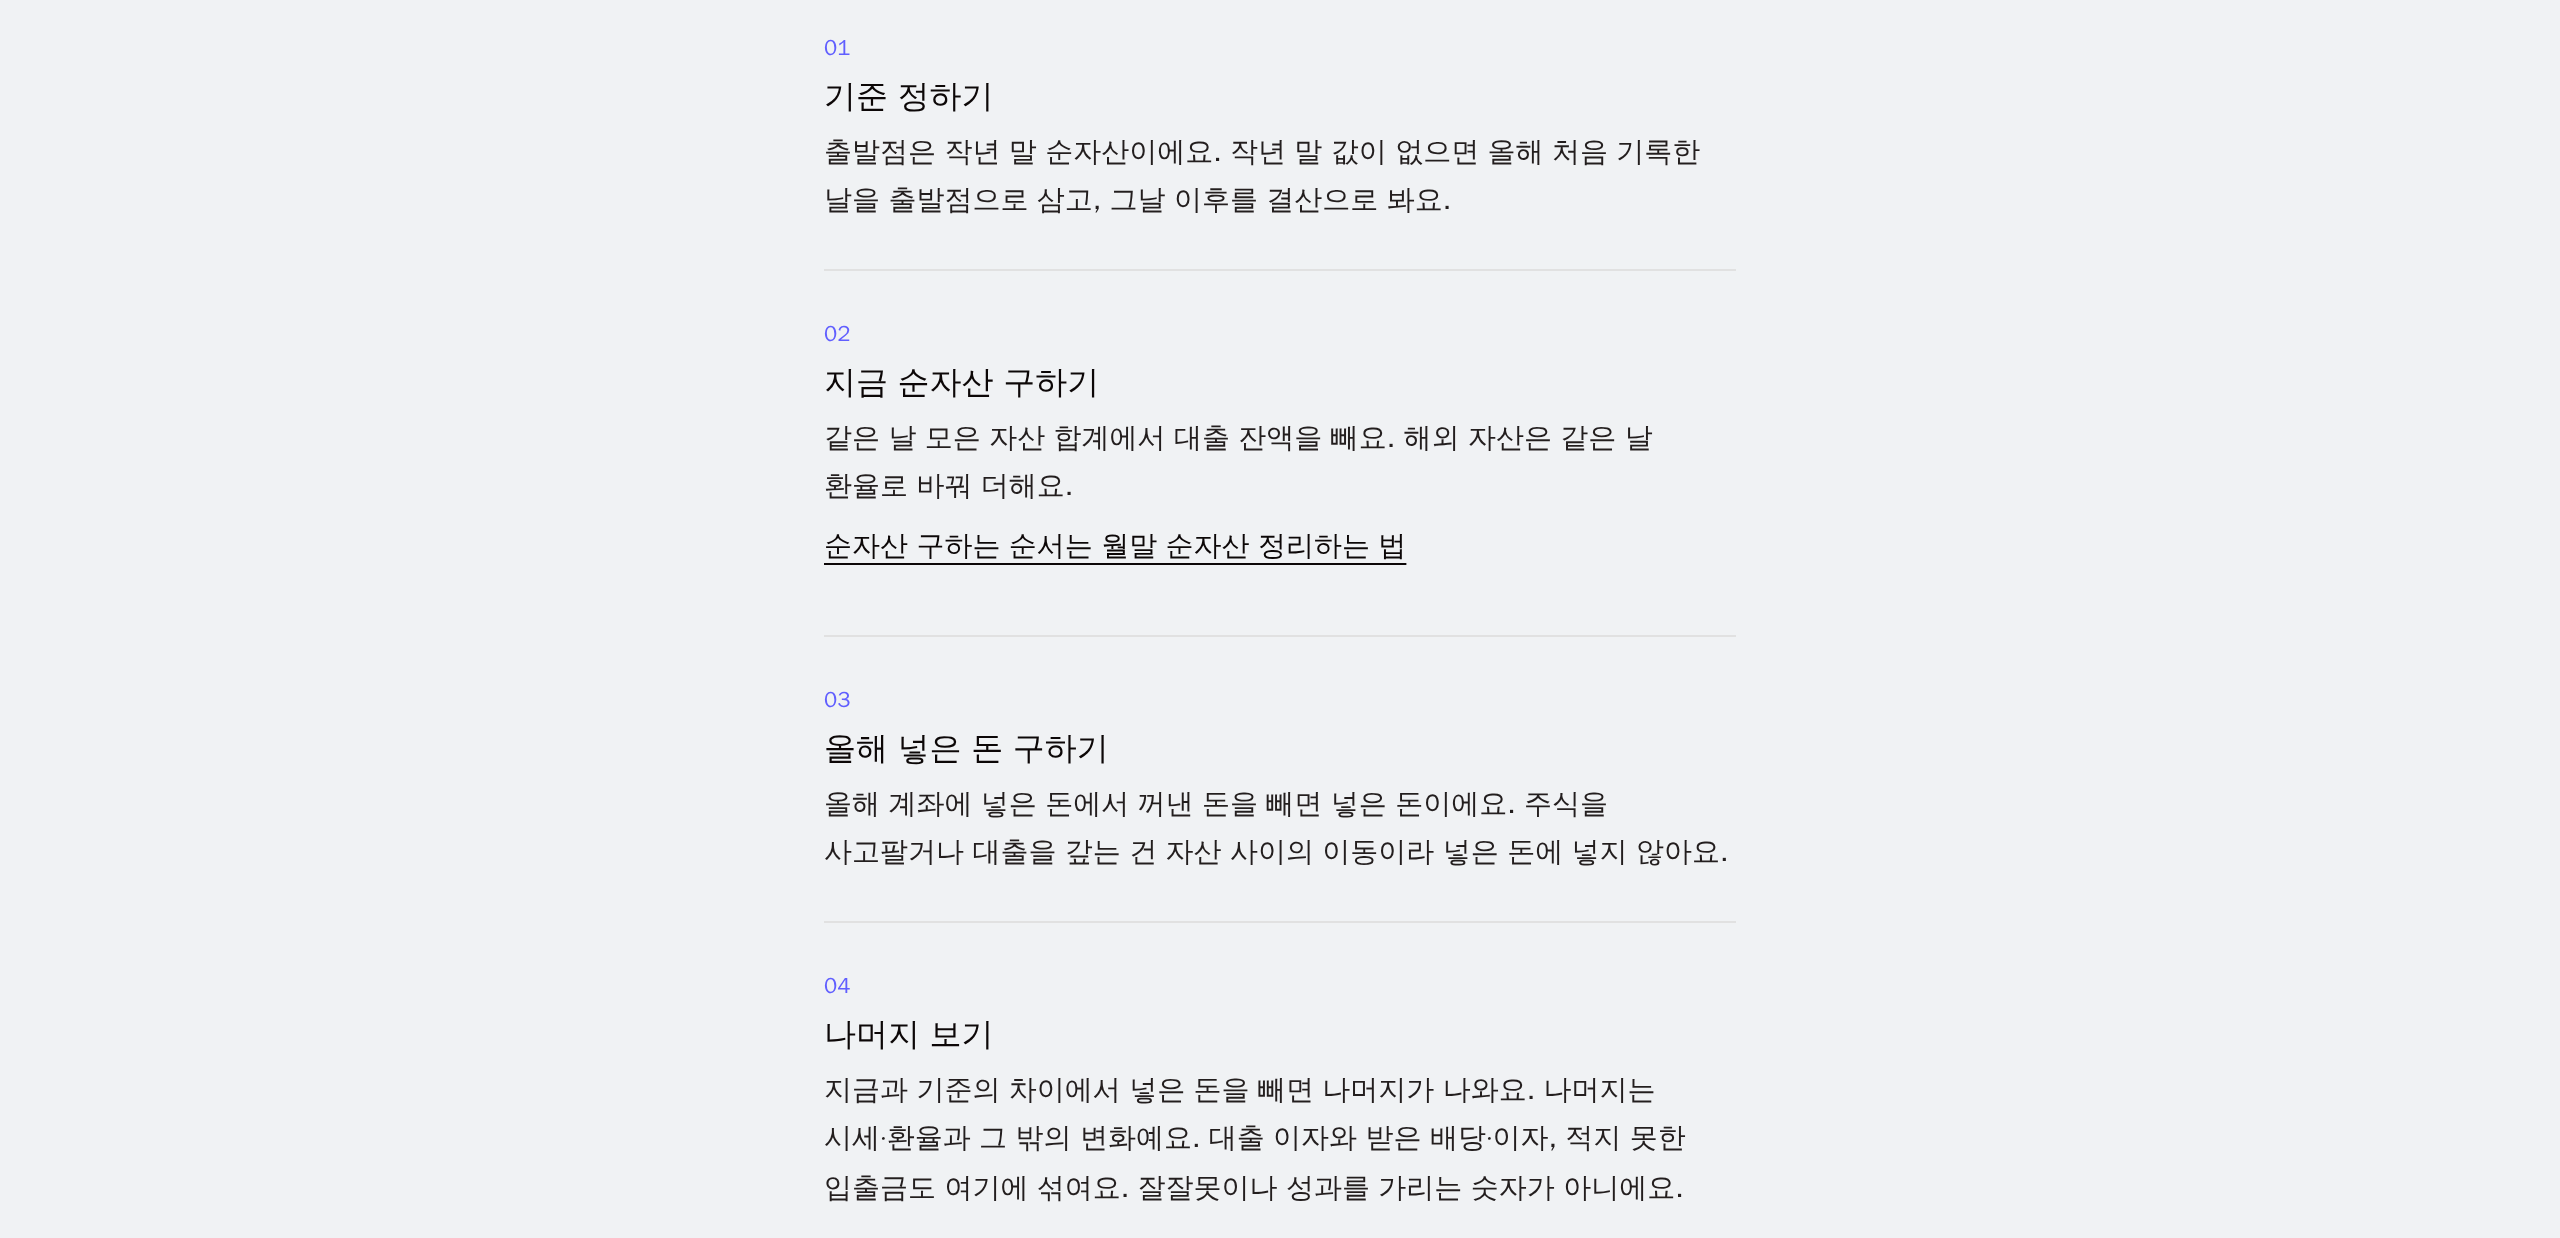 01
기준 정하기
출발점은 작년 말 순자산이에요. 작년 말 값이 없으면 올해 처음 기록한
날을 출발점으로 삼고, 그날 이후를 결산으로 봐요.
02
지금 순자산 구하기
같은 날 모은 자산 합계에서 대출 잔액을 빼요. 해외 자산은 같은 날
환율로 바꿔 더해요.
순자산 구하는 순서는 월말 순자산 정리하는 법
03
올해 넣은 돈 구하기
올해 계좌에 넣은 돈에서 꺼낸 돈을 빼면 넣은 돈이에요. 주식을
사고팔거나 대출을 갚는 건 자산 사이의 이동이라 넣은 돈에 넣지 않아요.
04
나머지 보기
지금과 기준의 차이에서 넣은 돈을 빼면 나머지가 나와요. 나머지는
시세·환율과 그 밖의 변화예요. 대출 이자와 받은 배당·이자, 적지 못한
입출금도 여기에 섞여요. 잘잘못이나 성과를 가리는 숫자가 아니에요.